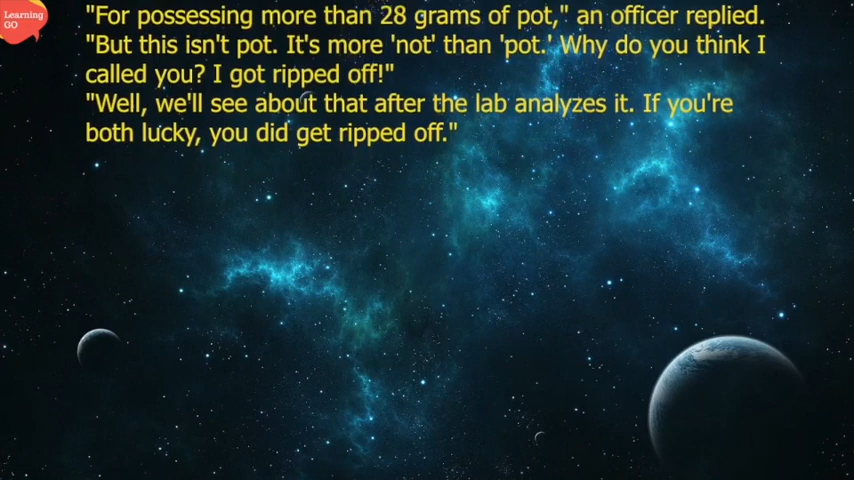 Learning
GO
"For possessing more than 28 grams of pot," an officer replied.
"But this isn't pot. It's more 'not' than 'pot.' Why do you think I
called you? I got ripped off!"
"Well, we'll see about that after the lab analyzes it. If you're
both lucky, you did get ripped off."